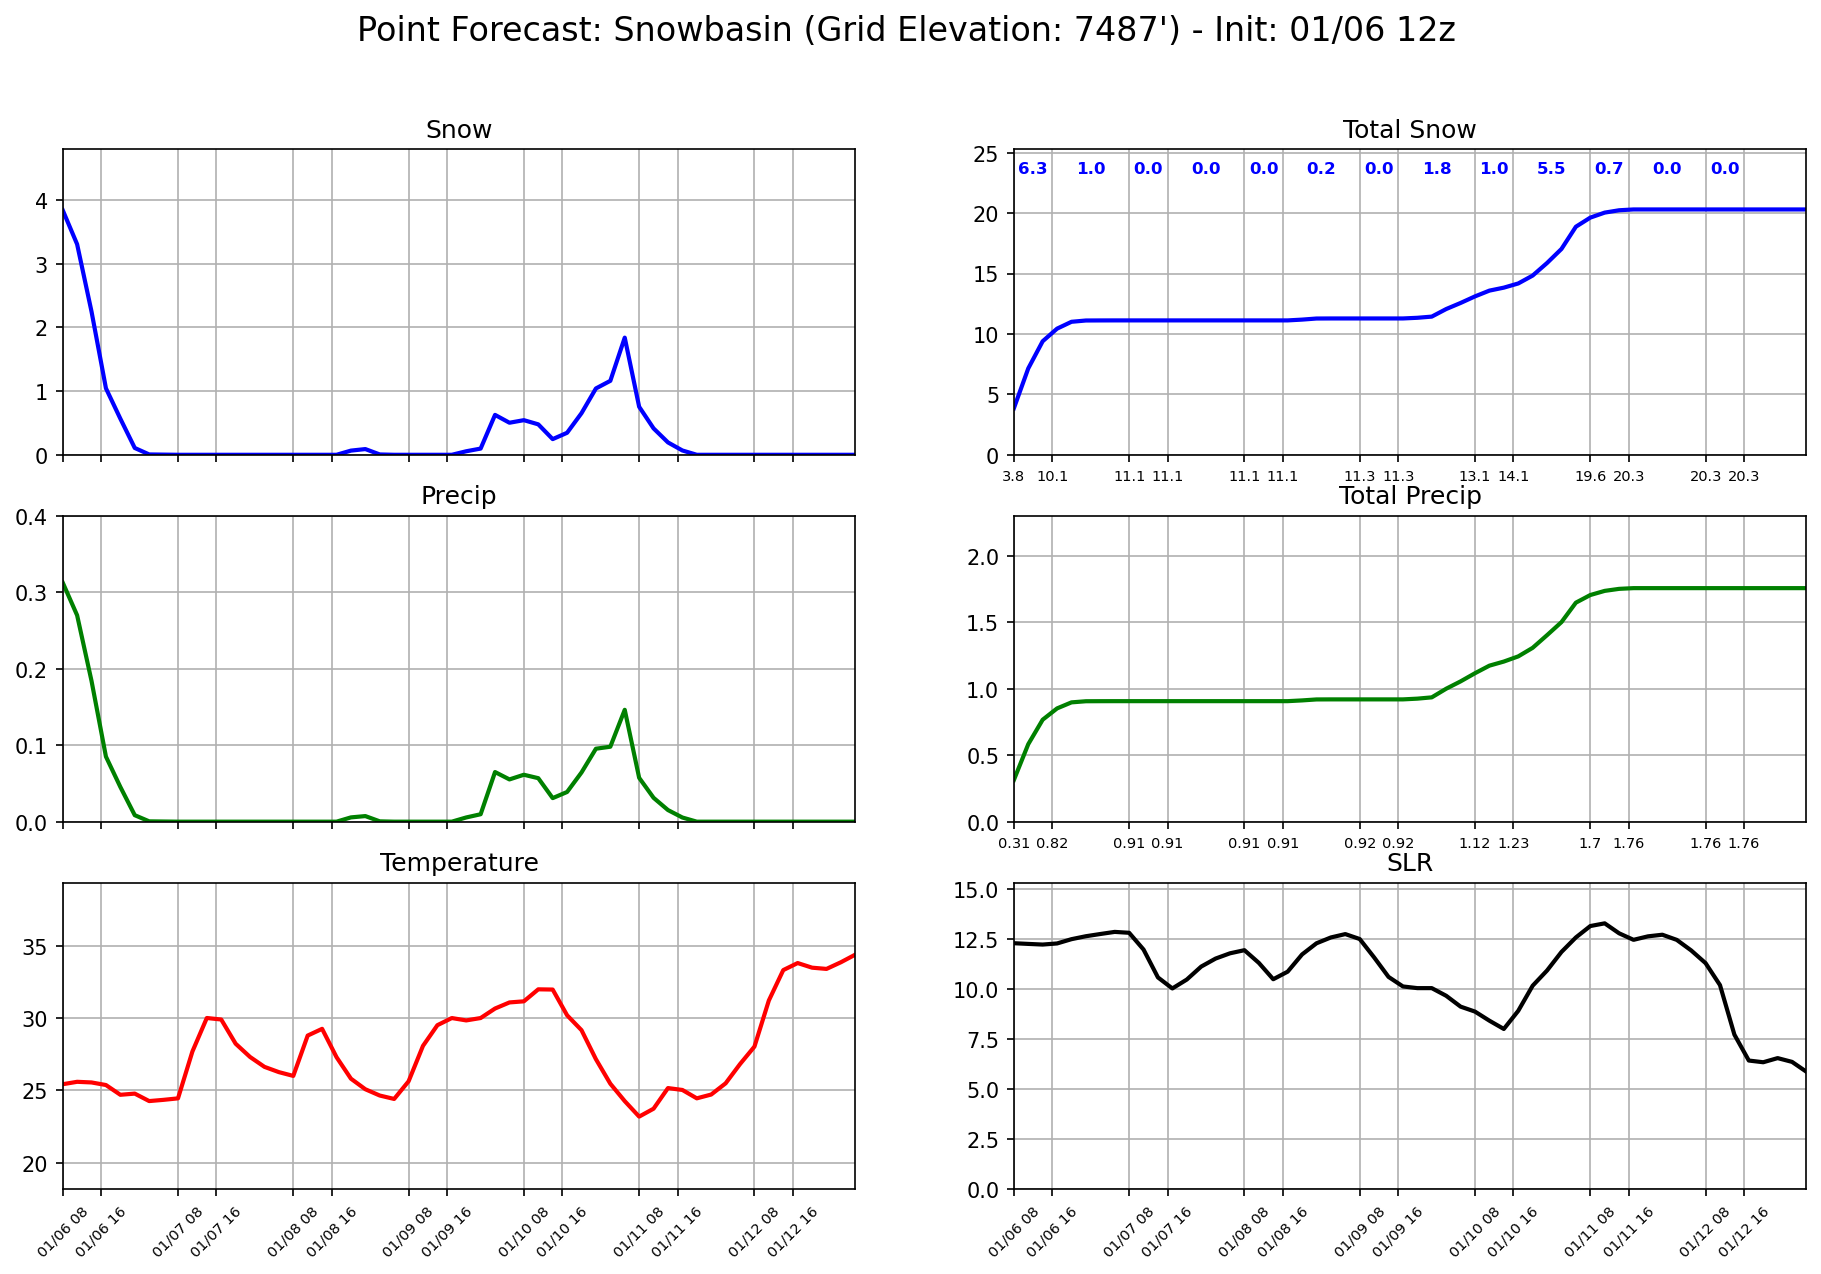 Point Forecast: Snowbasin (Grid Elevation: 7487') - Init: 01/06 12z
Snow
4
3
2
1
0
Total Snow
25
20
15
10
5
0
6.3 1.0 0.0 0.0 0.0 0.2 0.0 1.8 1.0 5.5 0.7 0.0 0.0
3.8 10.1 11.1 11.1 11.1 11.1 11.3 11.3 13.1 14.1 19.6 20.3 20.3 20.3
Precip
0.4
0.3
0.2
0.1
0.0
Total Precip
2.0
1.5
1.0
0.5
0.0
0.31 0.82 0.91 0.91 0.91 0.91 0.92 0.92 1.12 1.23 1.7 1.76 1.76 1.76
Temperature
35
30
25
20
01/06 08 01/06 16 01/07 08 01/07 16 01/08 08 01/08 16 01/09 08 01/09 16 01/10 08 01/10 16 01/11 08 01/11 16 01/12 08 01/12 16
SLR
15.0
12.5
10.0
7.5
5.0
2.5
0.0
01/06 08 01/06 16 01/07 08 01/07 16 01/08 08 01/08 16 01/09 08 01/09 16 01/10 08 01/10 16 01/11 08 01/11 16 01/12 08 01/12 16